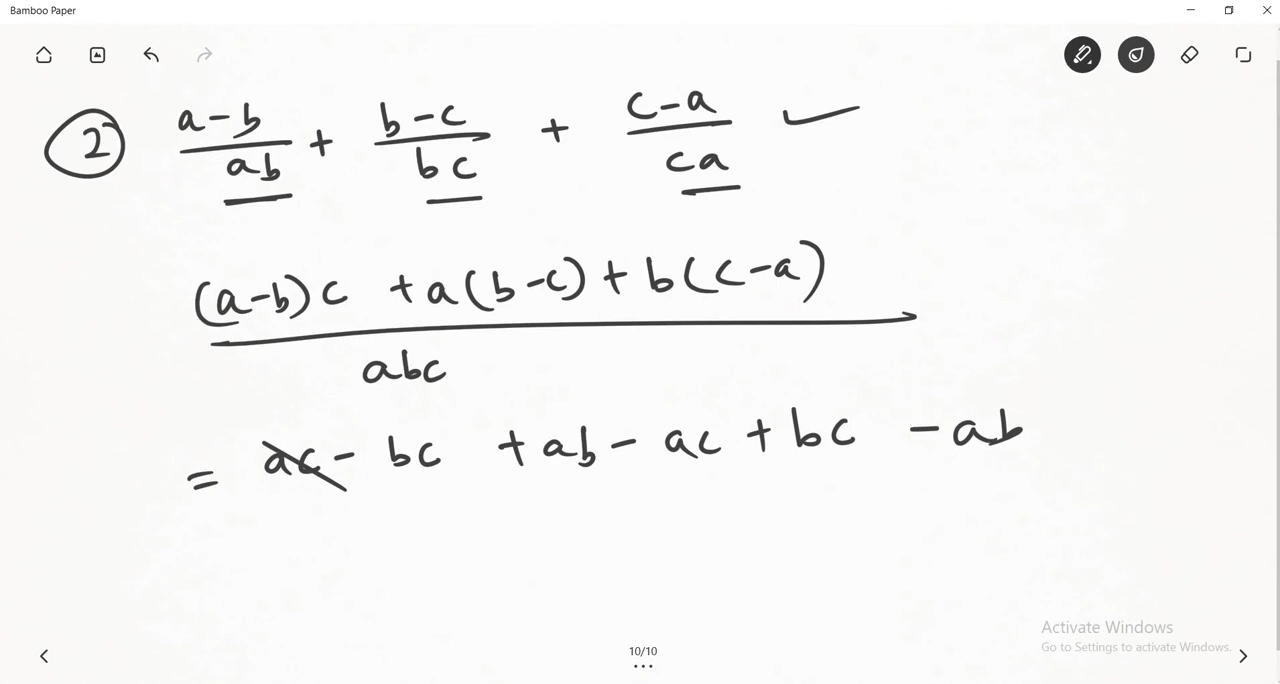 Bamboo Paper
② (a-b)/ab + (b-c)/bc + (c-a)/ca ✓
((a-b)c + a(b-c) + b(c-a))/abc
= ac - bc + ab - ac + bc - ab
Activate Windows
Go to Settings to activate Windows.
10/10